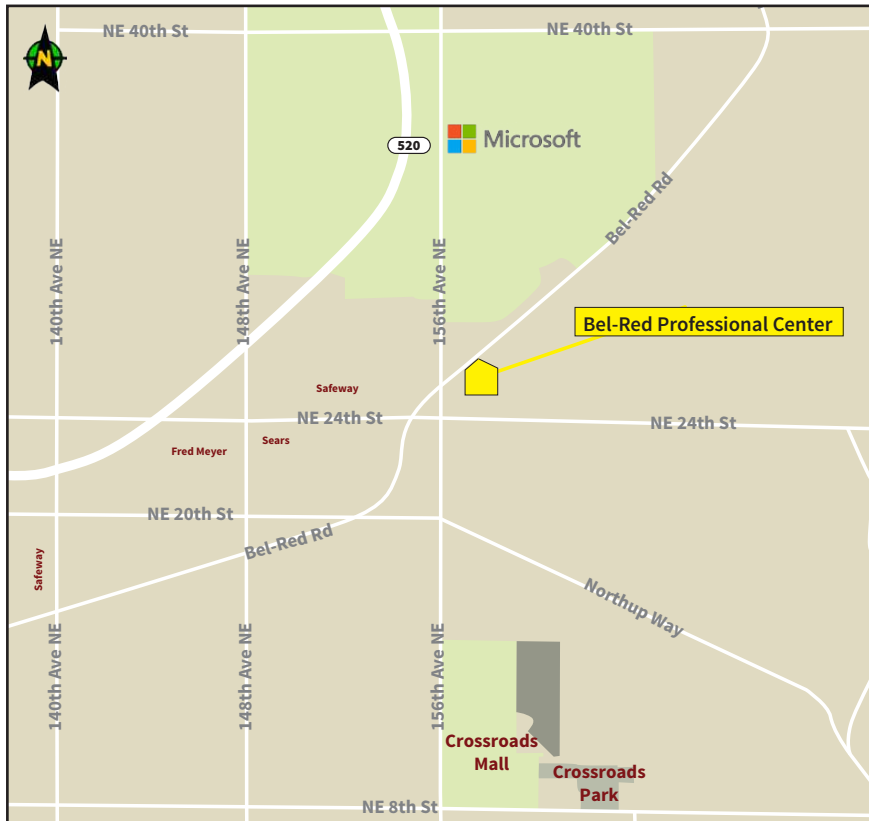 NE 40th St
NE 40th St
N
520
Microsoft
Bel-Red Rd
140th Ave NE
148th Ave NE
156th Ave NE
Bel-Red Professional Center
Safeway
NE 24th St
NE 24th St
Sears
Fred Meyer
NE 20th St
Bel-Red Rd
Safeway
Northup Way
140th Ave NE
148th Ave NE
156th Ave NE
Crossroads
Mall
Crossroads
Park
NE 8th St